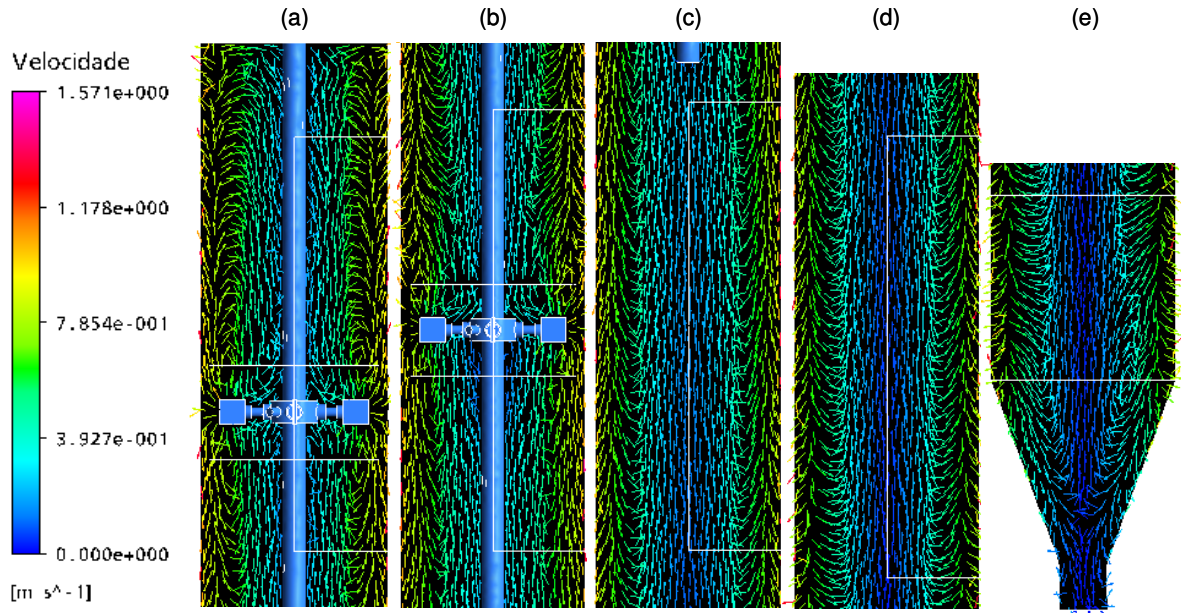 (a) (b) (c) (d) (e)
Velocidade
1.571e+000
1.178e+000
7.854e-001
3.927e-001
0.000e+000
[m s^-1]